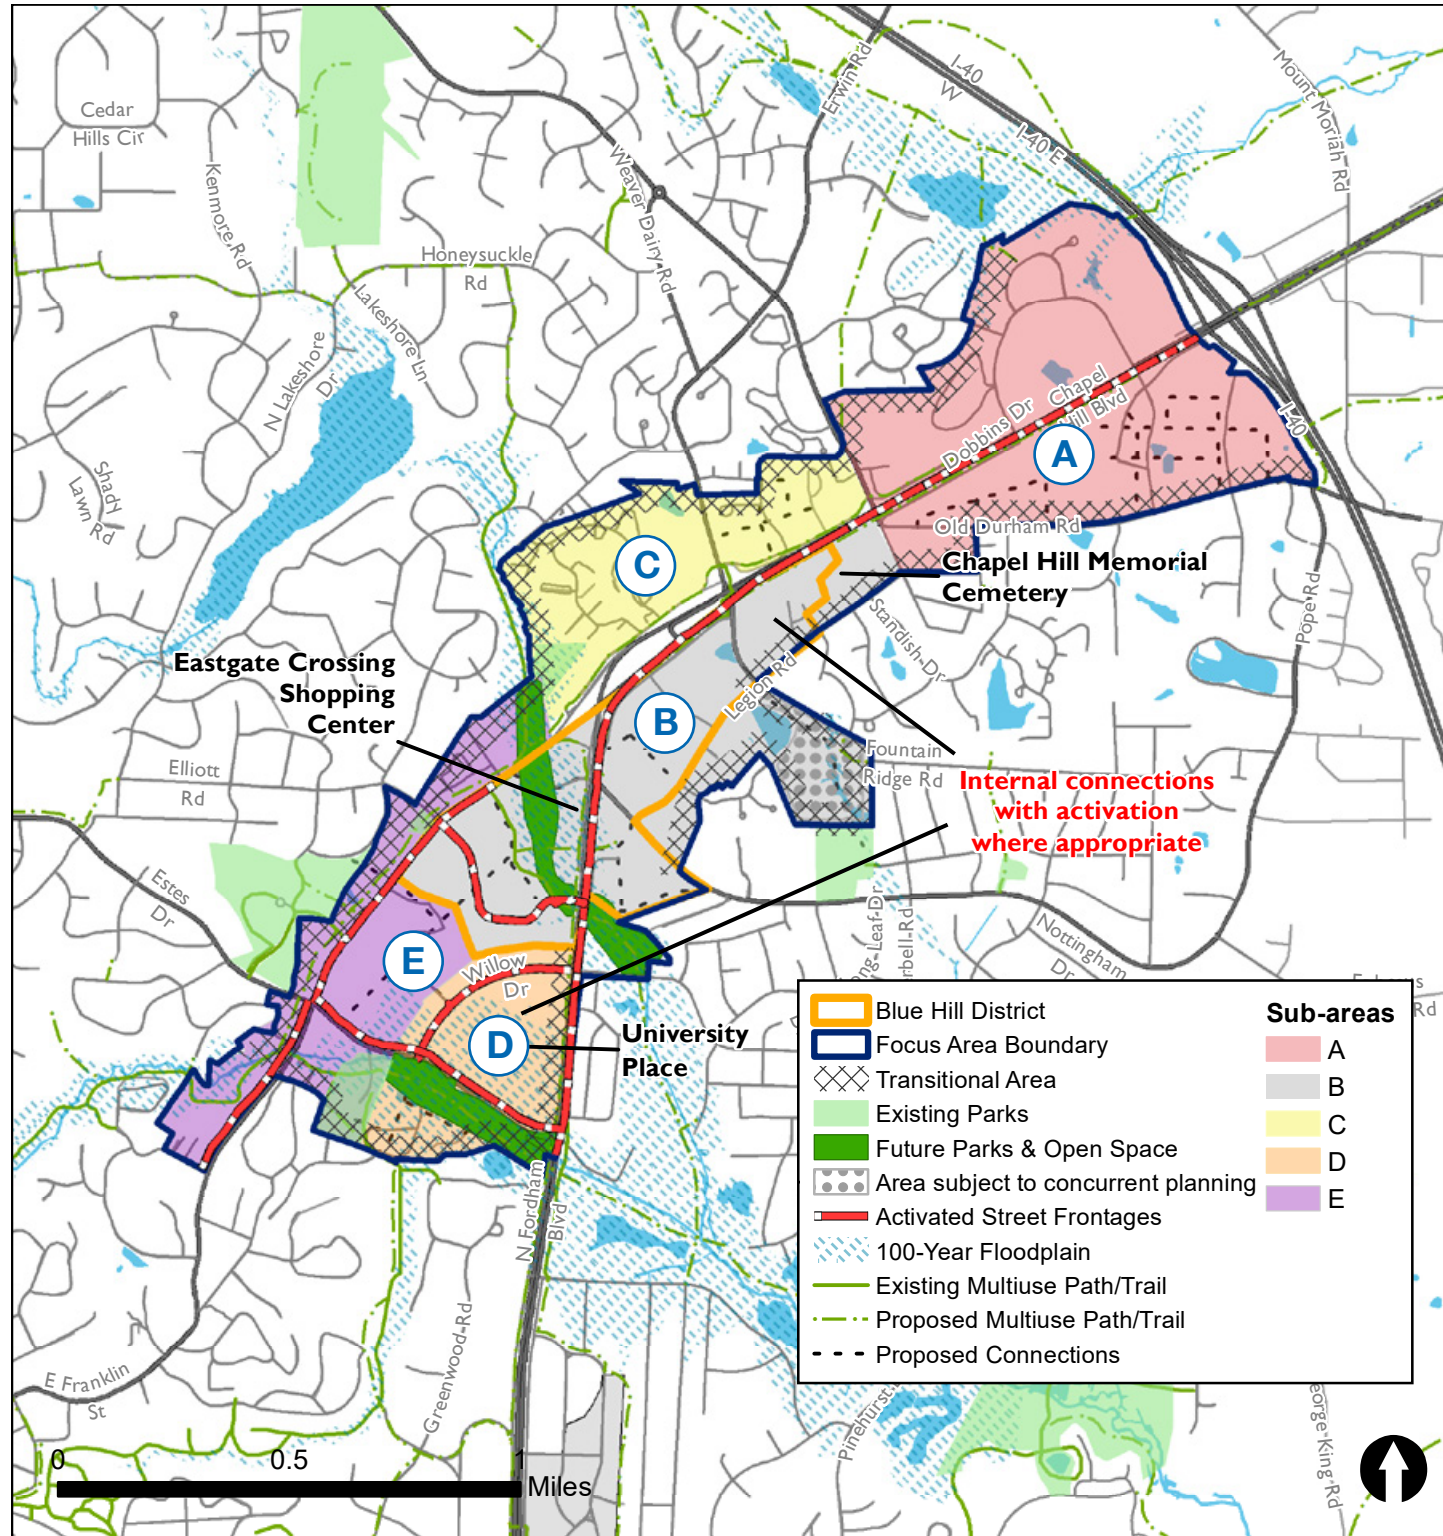 I-40
W
Erwin Rd
Mount Moriah Rd
I-40 E
Cedar
Hills Cir
Kenmore Rd
Weaver Dairy Rd
Honeysuckle
Rd
Lakeshore Ln
N Lakeshore
Dr
Shady
Lawn Rd
Dobbins Dr
Chapel
Hill Blvd
I-40
A
Old Durham Rd
Chapel Hill Memorial
Cemetery
C
Standish Dr
Pope Rd
Eastgate Crossing
Shopping
Center
Legion Rd
B
Fountain
Ridge Rd
Elliott
Rd
Internal connections
with activation
where appropriate
Estes
Dr
Nottingham
Dr
E
Willow
Dr
D
University
Place
Rd
N Fordham
Blvd
Greenwood Rd
E Franklin
St
Blue Hill District
Focus Area Boundary
Transitional Area
Existing Parks
Future Parks & Open Space
Area subject to concurrent planning
Activated Street Frontages
100-Year Floodplain
Existing Multiuse Path/Trail
Proposed Multiuse Path/Trail
Proposed Connections
Sub-areas
A
B
C
D
E
0
0.5
1
Miles